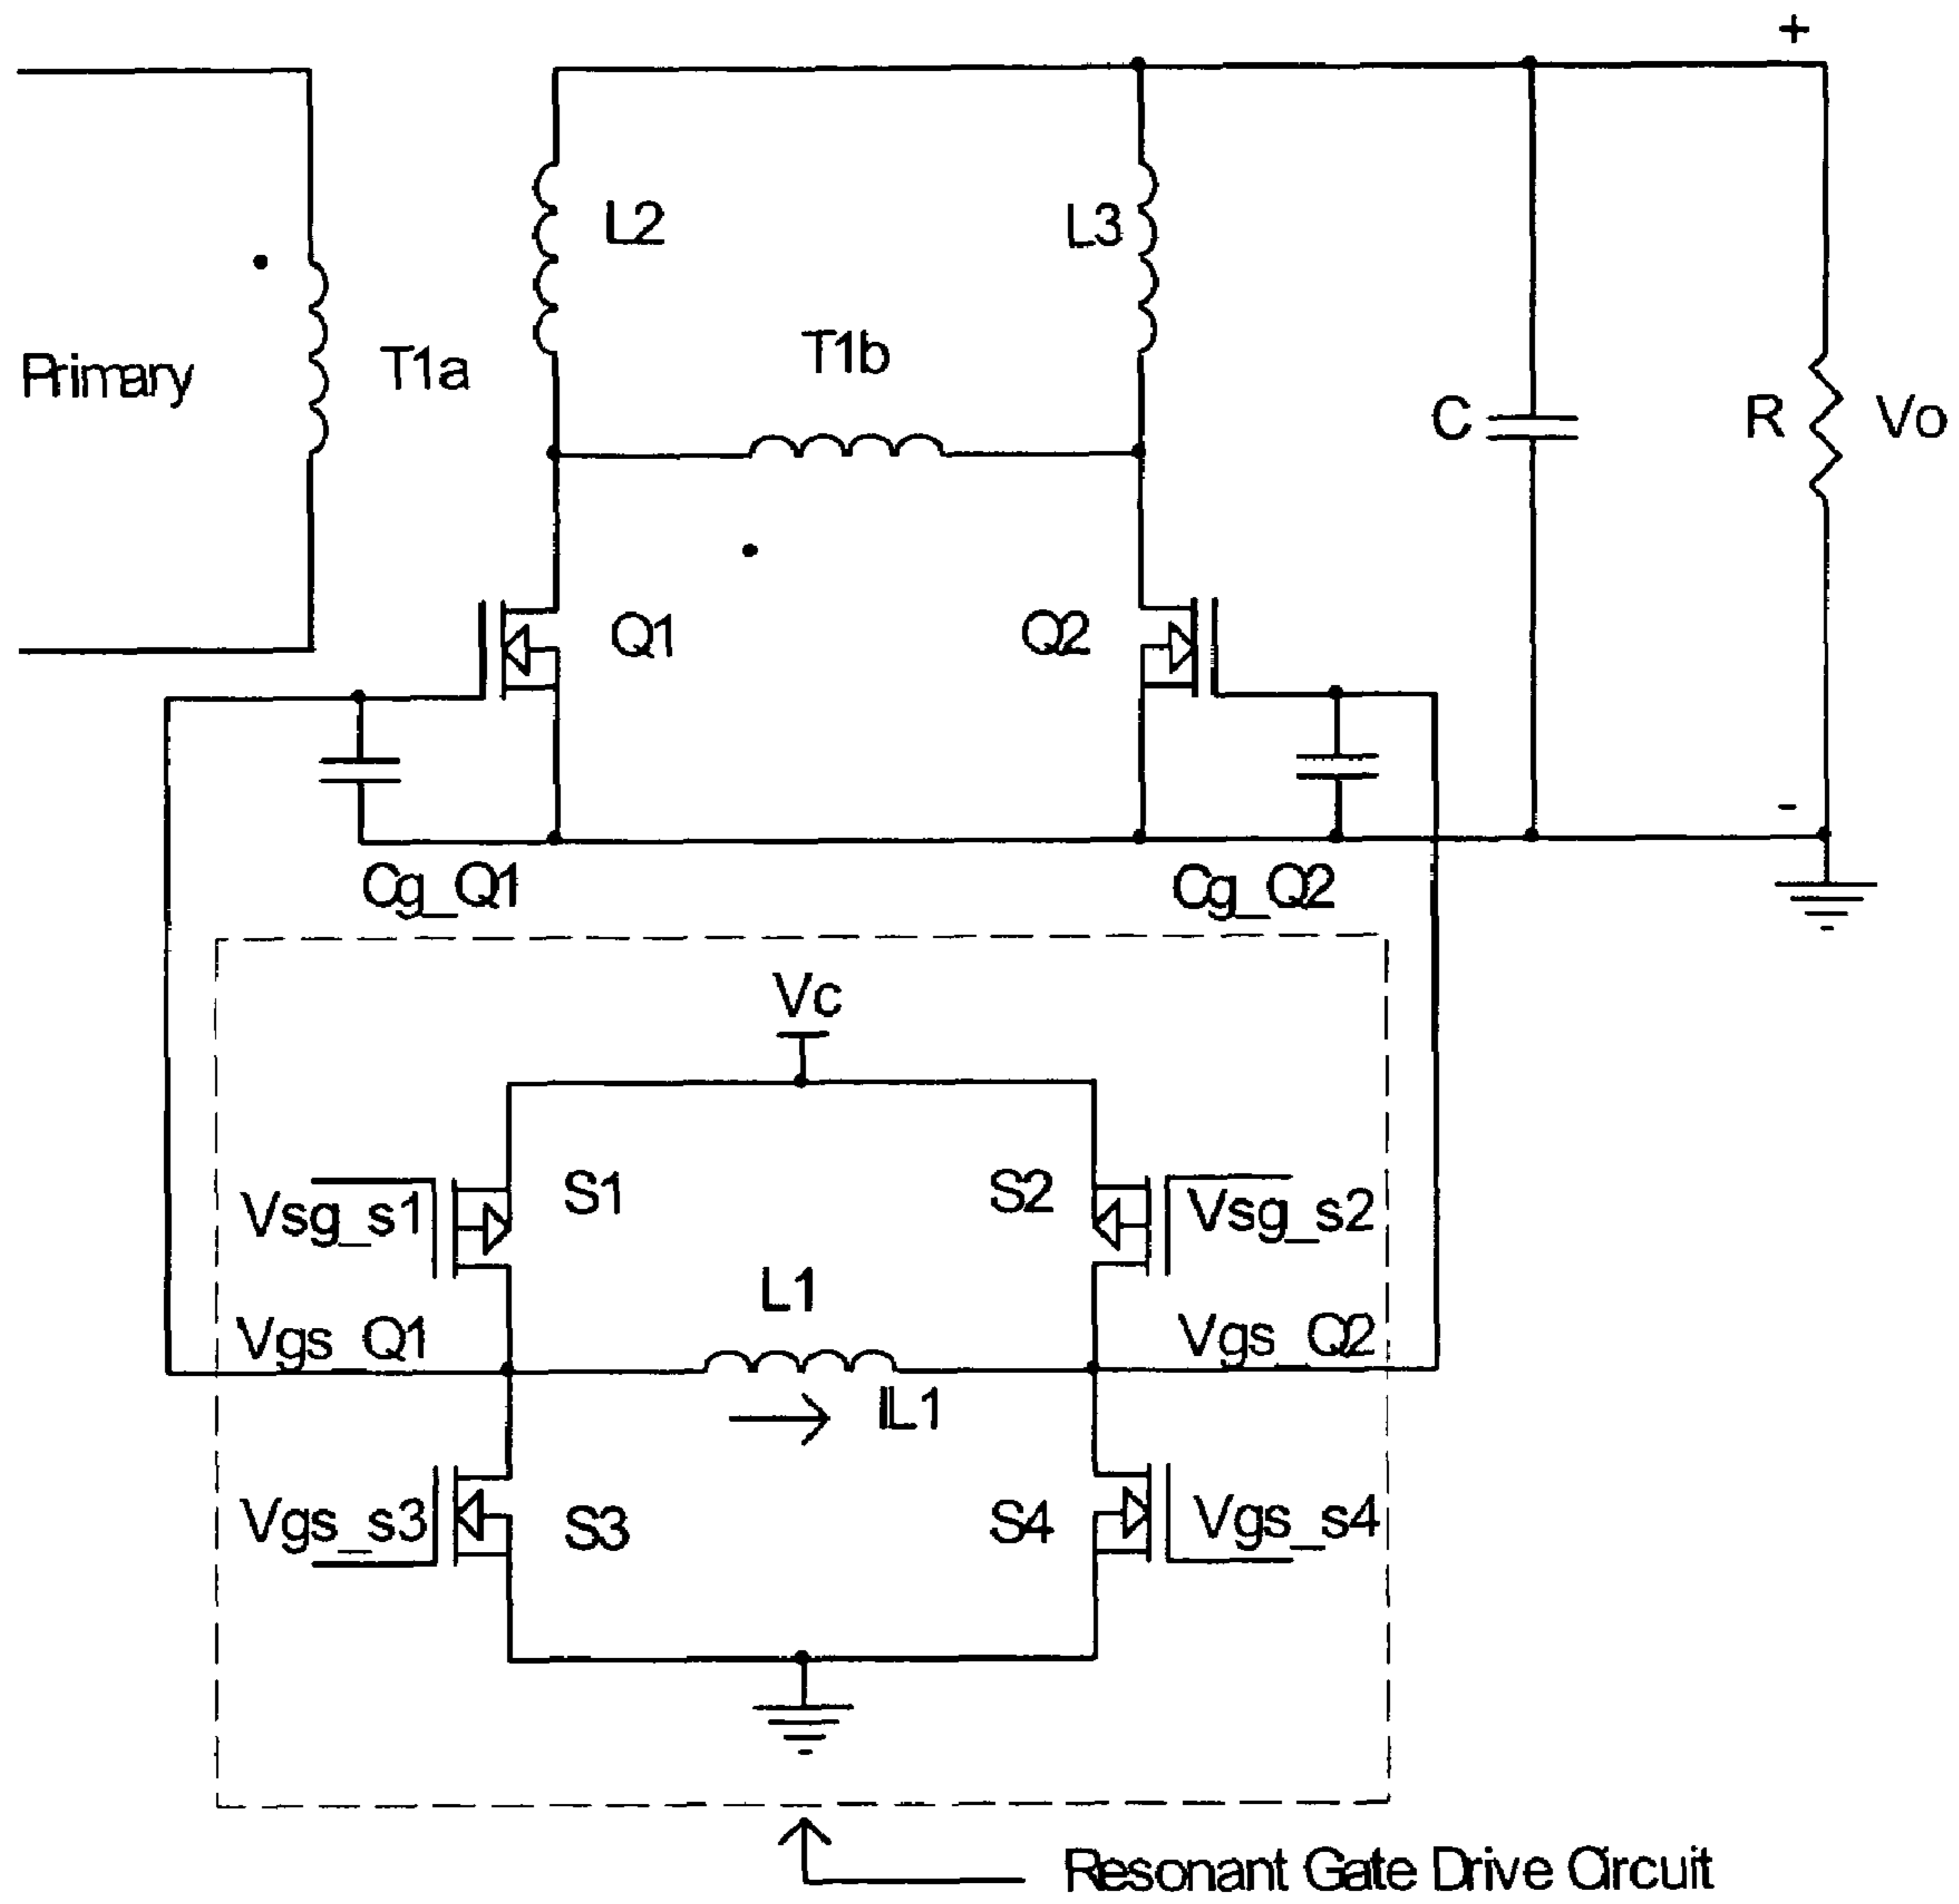 +
L2
L3
T1b
Primary
T1a
C
R
Vo
Q1
Q2
-
Cg_Q1
Cg_Q2
Vc
S1
S2
Vsg_s1
Vsg_s2
L1
Vgs_Q1
Vgs_Q2
IL1
Vgs_s3
S3
S4
Vgs_s4
Resonant Gate Drive Circuit